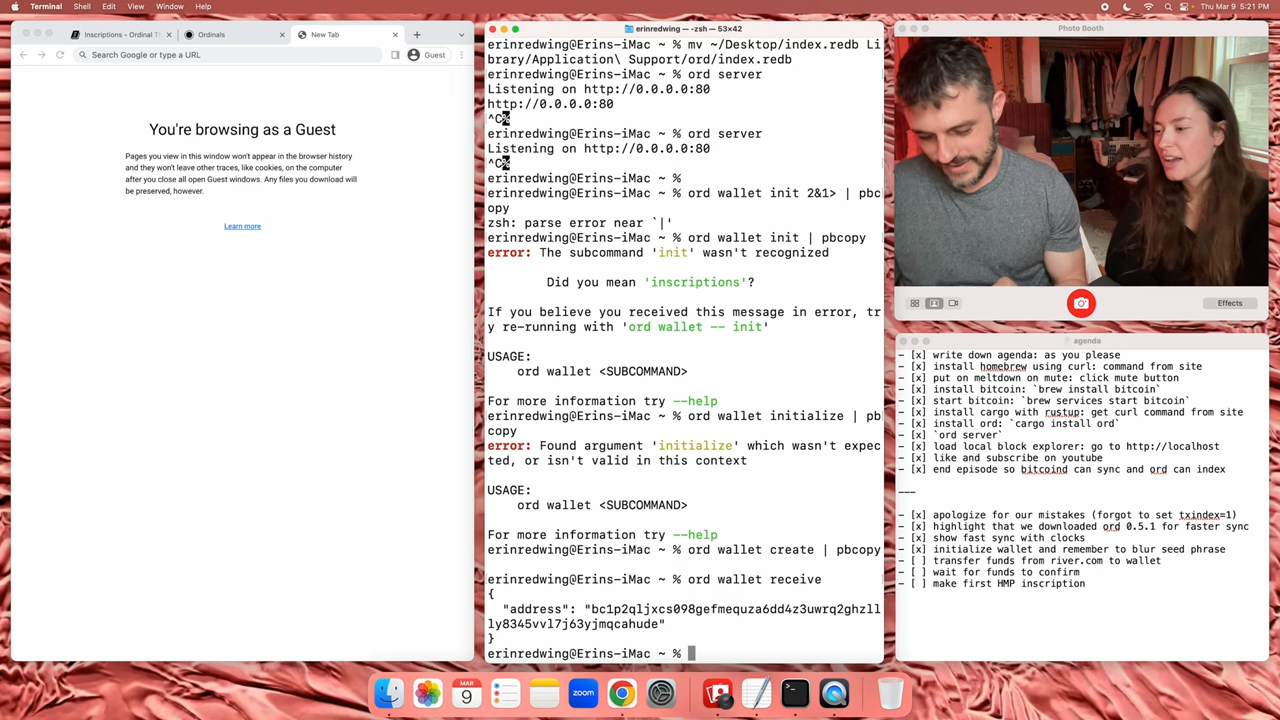 Terminal Shell Edit View Window Help
Thu Mar 9 5:21 PM
Inscriptions - Ordinal T
Ordinals
New Tab
Search Google or type a URL
Guest
You're browsing as a Guest
Pages you view in this window won't appear in the browser history
and they won't leave other traces, like cookies, on the computer
after you close all open Guest windows. Any files you download will
be preserved, however.
Learn more
erinredwing — -zsh — 53×42
erinredwing@Erins-iMac ~ % mv ~/Desktop/index.redb Li
brary/Application\ Support/ord/index.redb
erinredwing@Erins-iMac ~ % ord server
Listening on http://0.0.0.0:80
http://0.0.0.0:80
^C%
erinredwing@Erins-iMac ~ % ord server
Listening on http://0.0.0.0:80
^C%
erinredwing@Erins-iMac ~ %
erinredwing@Erins-iMac ~ % ord wallet init 2&1> | pbc
opy
zsh: parse error near `|'
erinredwing@Erins-iMac ~ % ord wallet init | pbcopy
error: The subcommand 'init' wasn't recognized
Did you mean 'inscriptions'?
If you believe you received this message in error, tr
y re-running with 'ord wallet -- init'
USAGE:
ord wallet <SUBCOMMAND>
For more information try --help
erinredwing@Erins-iMac ~ % ord wallet initialize | pb
copy
error: Found argument 'initialize' which wasn't expec
ted, or isn't valid in this context
USAGE:
ord wallet <SUBCOMMAND>
For more information try --help
erinredwing@Erins-iMac ~ % ord wallet create | pbcopy
erinredwing@Erins-iMac ~ % ord wallet receive
{
"address": "bc1p2qljxcs098gefmequza6dd4z3uwrq2ghzll
ly8345vvl7j63yjmqcahude"
}
erinredwing@Erins-iMac ~ %
Photo Booth
Effects
agenda
- [x] write down agenda: as you please
- [x] install homebrew using curl: command from site
- [x] put on meltdown on mute: click mute button
- [x] install bitcoin: `brew install bitcoin`
- [x] start bitcoin: `brew services start bitcoin`
- [x] install cargo with rustup: get curl command from site
- [x] install ord: `cargo install ord`
- [x] `ord server`
- [x] load local block explorer: go to http://localhost
- [x] like and subscribe on youtube
- [x] end episode so bitcoind can sync and ord can index
---
- [x] apologize for our mistakes (forgot to set txindex=1)
- [x] highlight that we downloaded ord 0.5.1 for faster sync
- [x] show fast sync with clocks
- [x] initialize wallet and remember to blur seed phrase
- [ ] transfer funds from river.com to wallet
- [ ] wait for funds to confirm
- [ ] make first HMP inscription
MAR
9
zoom